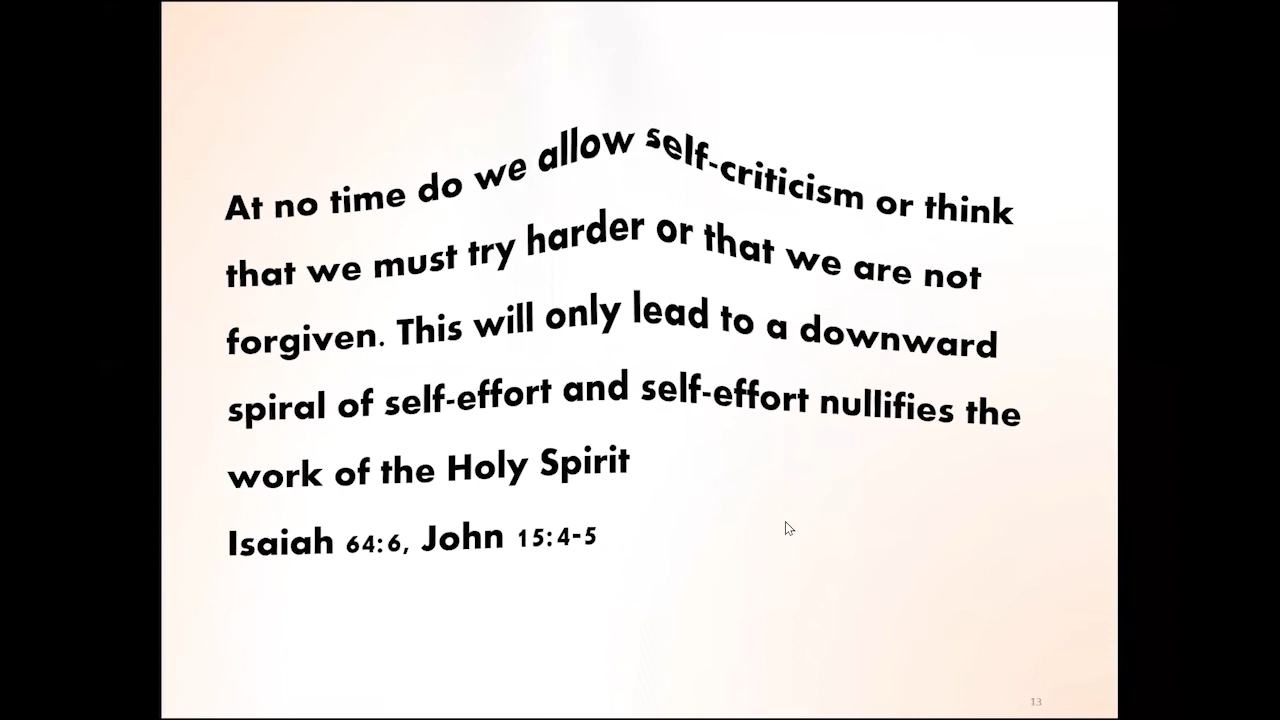 At no time do we allow self-criticism or think
that we must try harder or that we are not
forgiven. This will only lead to a downward
spiral of self-effort and self-effort nullifies the
work of the Holy Spirit
Isaiah 64:6, John 15:4-5
13